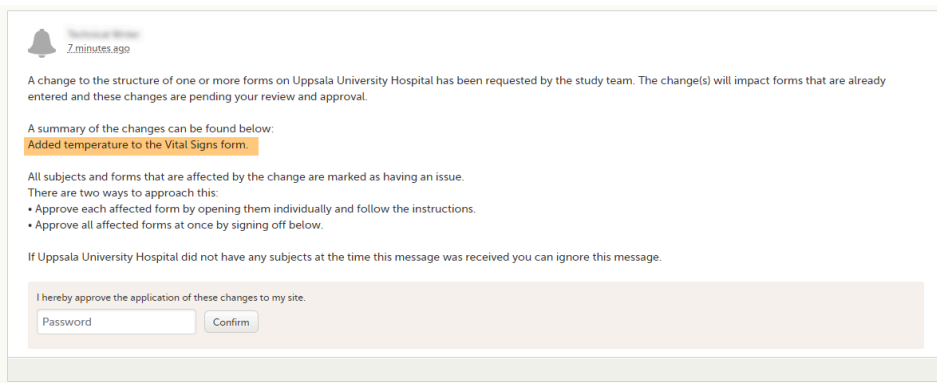 7 minutes ago
A change to the structure of one or more forms on Uppsala University Hospital has been requested by the study team. The change(s) will impact forms that are already
entered and these changes are pending your review and approval.
A summary of the changes can be found below:
Added temperature to the Vital Signs form.
All subjects and forms that are affected by the change are marked as having an issue.
There are two ways to approach this:
• Approve each affected form by opening them individually and follow the instructions.
• Approve all affected forms at once by signing off below.
If Uppsala University Hospital did not have any subjects at the time this message was received you can ignore this message.
I hereby approve the application of these changes to my site.
Password Confirm